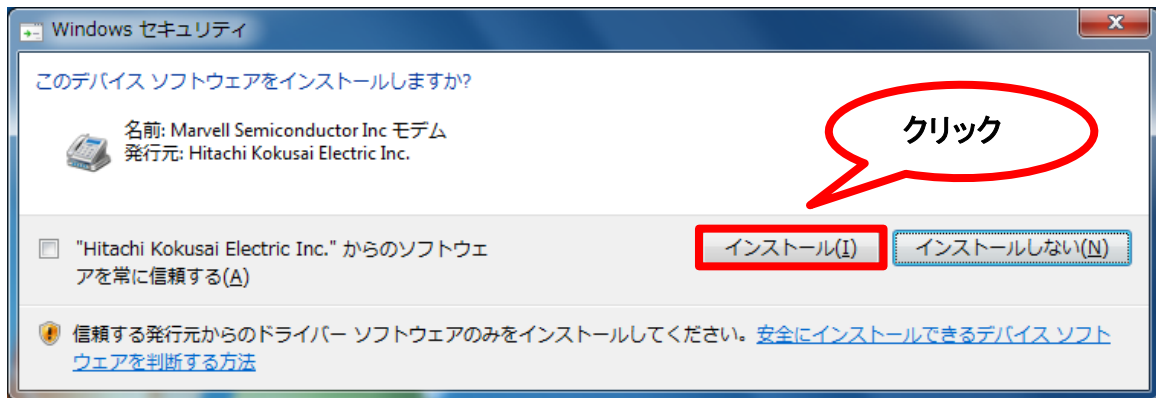 Windows セキュリティ
このデバイス ソフトウェアをインストールしますか?
名前: Marvell Semiconductor Inc モデム
発行元: Hitachi Kokusai Electric Inc.
クリック
"Hitachi Kokusai Electric Inc." からのソフトウェ
アを常に信頼する(A)
インストール(I)
インストールしない(N)
信頼する発行元からのドライバー ソフトウェアのみをインストールしてください。安全にインストールできるデバイス ソフト
ウェアを判断する方法